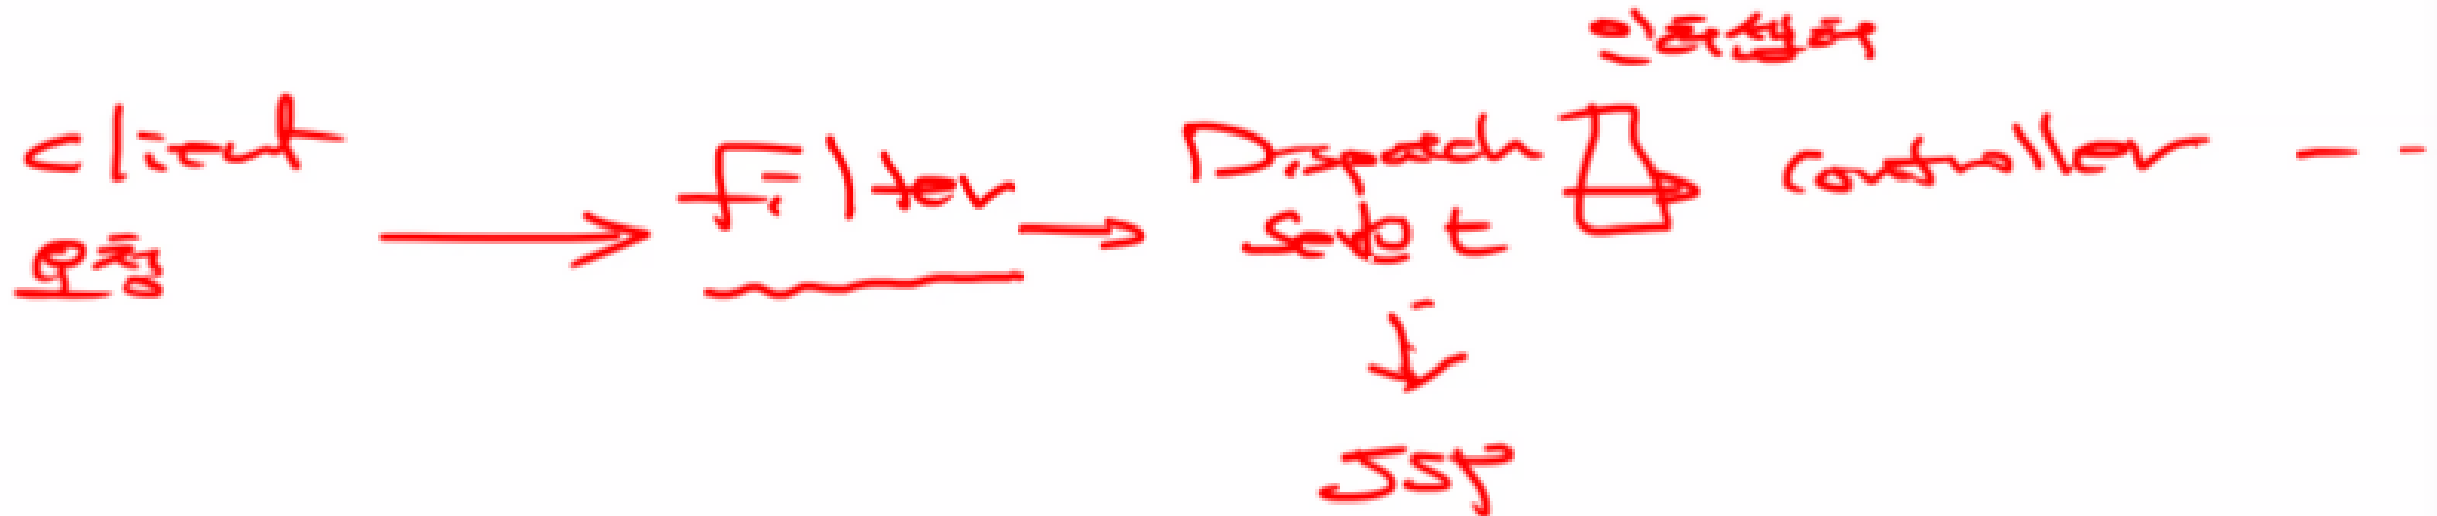 client
요청
Filter
Dispatch
Servlet
인터셉터
controller
JSP